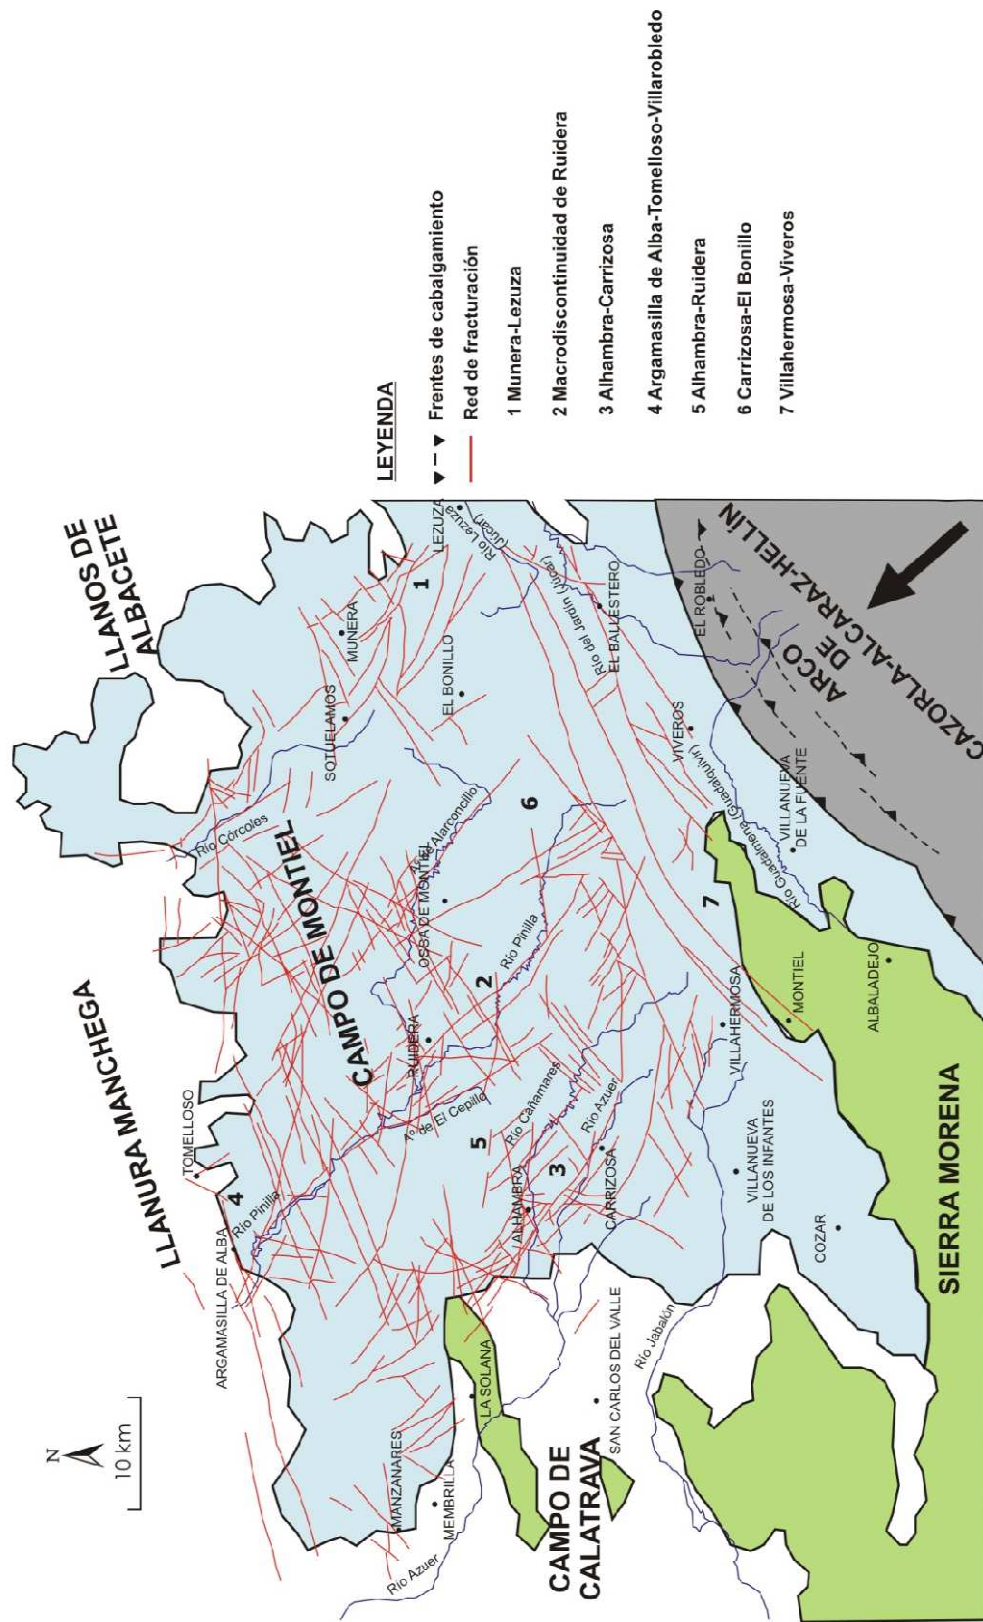 N
10 km
LLANURA MANCHEGA
LLANOS DE
ALBACETE
TOMELLOSO
ARGAMASILLA DE ALBA
4
Río Pinilla
Río Córcoles
CAMPO DE MONTIEL
SOTUELAMOS
MUNERA
1
LEZUZA
Río Lezuza
(Júcar)
EL BONILLO
MANZANARES
MEMBRILLA
Río Azuer
LA SOLANA
RUIDERA
OSSA DE MONTIEL
de Alarconcillo
Aº de El Cepillo
2
Río Pinilla
6
5
ALHAMBRA
Río Cañamares
3
Río Azuer
CARRIZOSA
Río del Jardín (Júcar)
EL BALLESTERO
CAMPO DE
CALATRAVA
SAN CARLOS DEL VALLE
Río Jabalón
VILLAHERMOSA
7
VIVEROS
EL ROBLEDO
Río Guadalmena (Guadalquivir)
VILLANUEVA
DE LOS INFANTES
MONTIEL
VILLANUEVA
DE LA FUENTE
COZAR
ALBALADEJO
ARCO
DE
CAZORLA-ALCARAZ-HELLÍN
SIERRA MORENA
LEYENDA
Frentes de cabalgamiento
Red de fracturación
1 Munera-Lezuza
2 Macrodiscontinuidad de Ruidera
3 Alhambra-Carrizosa
4 Argamasilla de Alba-Tomelloso-Villarobledo
5 Alhambra-Ruidera
6 Carrizosa-El Bonillo
7 Villahermosa-Viveros